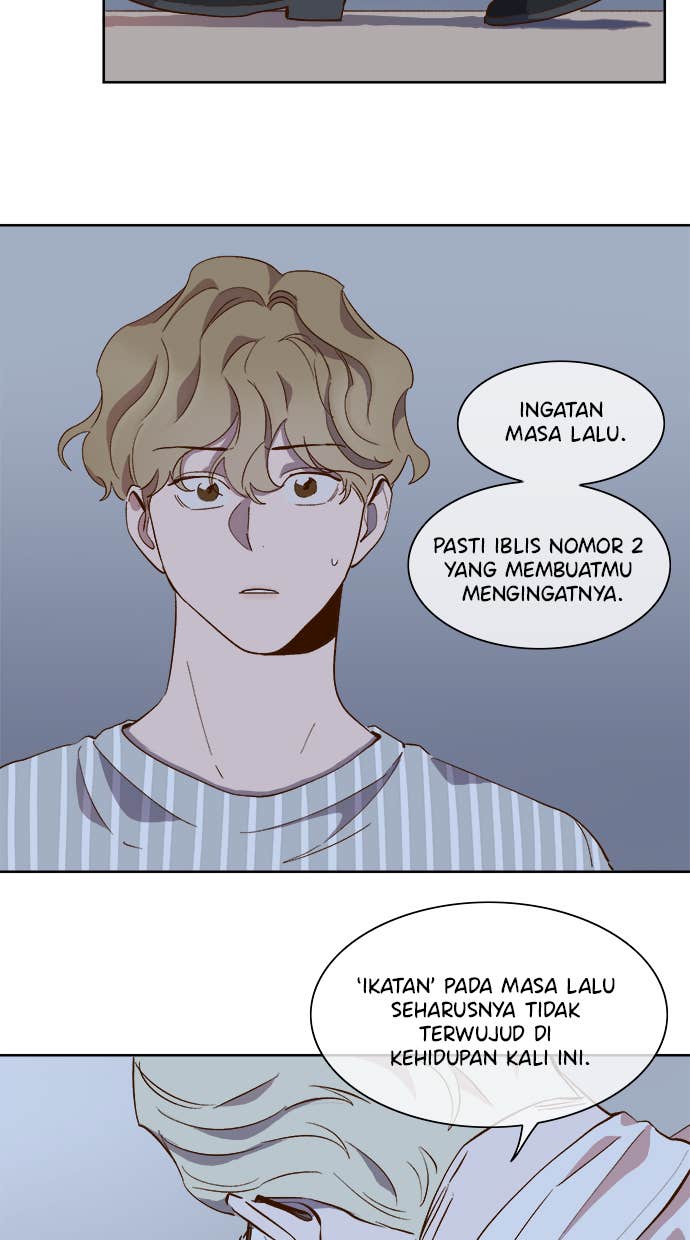 INGATAN
MASA LALU.
PASTI IBLIS NOMOR 2
YANG MEMBUATMU
MENGINGATNYA.
‘IKATAN’ PADA MASA LALU
SEHARUSNYA TIDAK
TERWUJUD DI
KEHIDUPAN KALI INI.